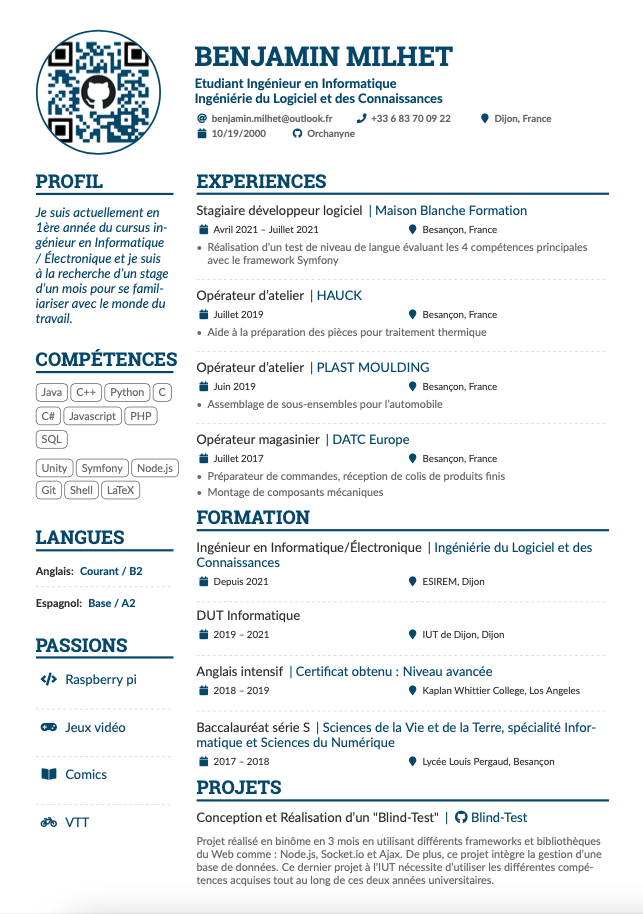 BENJAMIN MILHET
Etudiant Ingénieur en Informatique
Ingéniérie du Logiciel et des Connaissances
benjamin.milhet@outlook.fr +33 6 83 70 09 22 Dijon, France
10/19/2000 Orchanyne
PROFIL
Je suis actuellement en
1ère année du cursus in-
génieur en Informatique
/ Électronique et je suis
à la recherche d'un stage
d'un mois pour se famil-
iariser avec le monde du
travail.
COMPÉTENCES
Java C++ Python C
C# Javascript PHP
SQL
Unity Symfony Node.js
Git Shell LaTeX
LANGUES
Anglais: Courant / B2
Espagnol: Base / A2
PASSIONS
Raspberry pi
Jeux vidéo
Comics
VTT
EXPERIENCES
Stagiaire développeur logiciel | Maison Blanche Formation
Avril 2021 – Juillet 2021 Besançon, France
• Réalisation d'un test de niveau de langue évaluant les 4 compétences principales
avec le framework Symfony
Opérateur d'atelier | HAUCK
Juillet 2019 Besançon, France
• Aide à la préparation des pièces pour traitement thermique
Opérateur d'atelier | PLAST MOULDING
Juin 2019 Besançon, France
• Assemblage de sous-ensembles pour l'automobile
Opérateur magasinier | DATC Europe
Juillet 2017 Besançon, France
• Préparateur de commandes, réception de colis de produits finis
• Montage de composants mécaniques
FORMATION
Ingénieur en Informatique/Électronique | Ingéniérie du Logiciel et des
Connaissances
Depuis 2021 ESIREM, Dijon
DUT Informatique
2019 – 2021 IUT de Dijon, Dijon
Anglais intensif | Certificat obtenu : Niveau avancée
2018 – 2019 Kaplan Whittier College, Los Angeles
Baccalauréat série S | Sciences de la Vie et de la Terre, spécialité Infor-
matique et Sciences du Numérique
2017 – 2018 Lycée Louis Pergaud, Besançon
PROJETS
Conception et Réalisation d'un "Blind-Test" | Blind-Test
Projet réalisé en binôme en 3 mois en utilisant différents frameworks et bibliothèques
du Web comme : Node.js, Socket.io et Ajax. De plus, ce projet intègre la gestion d'une
base de données. Ce dernier projet à l'IUT nécessite d'utiliser les différentes compé-
tences acquises tout au long de ces deux années universitaires.